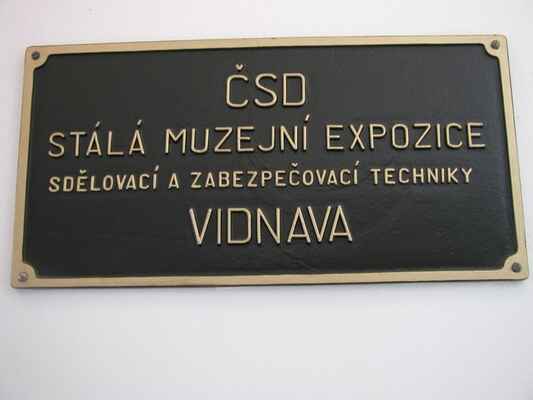 ČSD
STÁLÁ MUZEJNÍ EXPOZICE
SDĚLOVACÍ A ZABEZPEČOVACÍ TECHNIKY
VIDNAVA